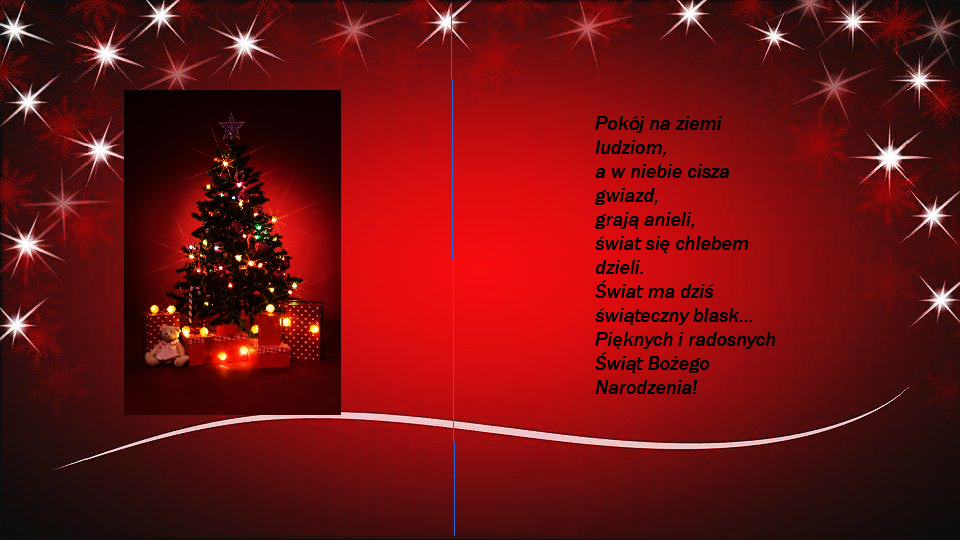 Pokój na ziemi
ludziom,
a w niebie cisza
gwiazd,
grają anieli,
świat się chlebem
dzieli.
Świat ma dziś
świąteczny blask...
Pięknych i radosnych
Świąt Bożego
Narodzenia!